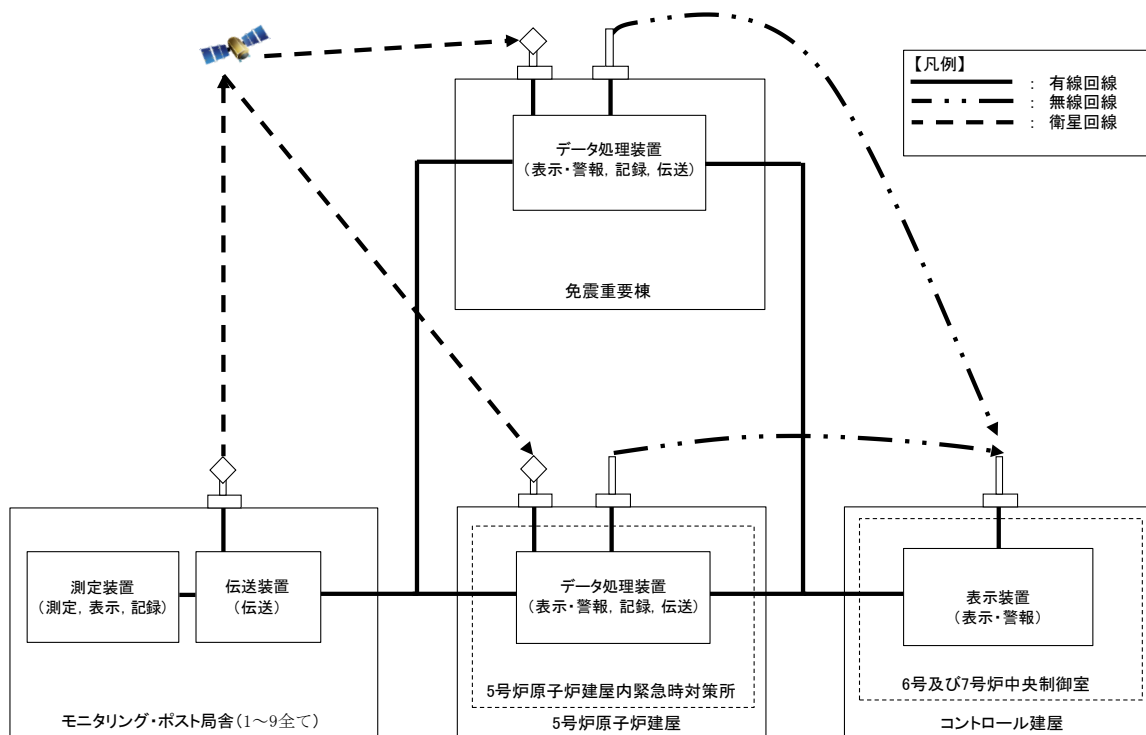 【凡例】
： 有線回線
： 無線回線
： 衛星回線
データ処理装置
（表示・警報，記録，伝送）
免震重要棟
測定装置
（測定，表示，記録）
伝送装置
（伝送）
モニタリング・ポスト局舎(1～9全て)
データ処理装置
（表示・警報，記録，伝送）
5号炉原子炉建屋内緊急時対策所
5号炉原子炉建屋
表示装置
（表示・警報）
6号及び7号炉中央制御室
コントロール建屋